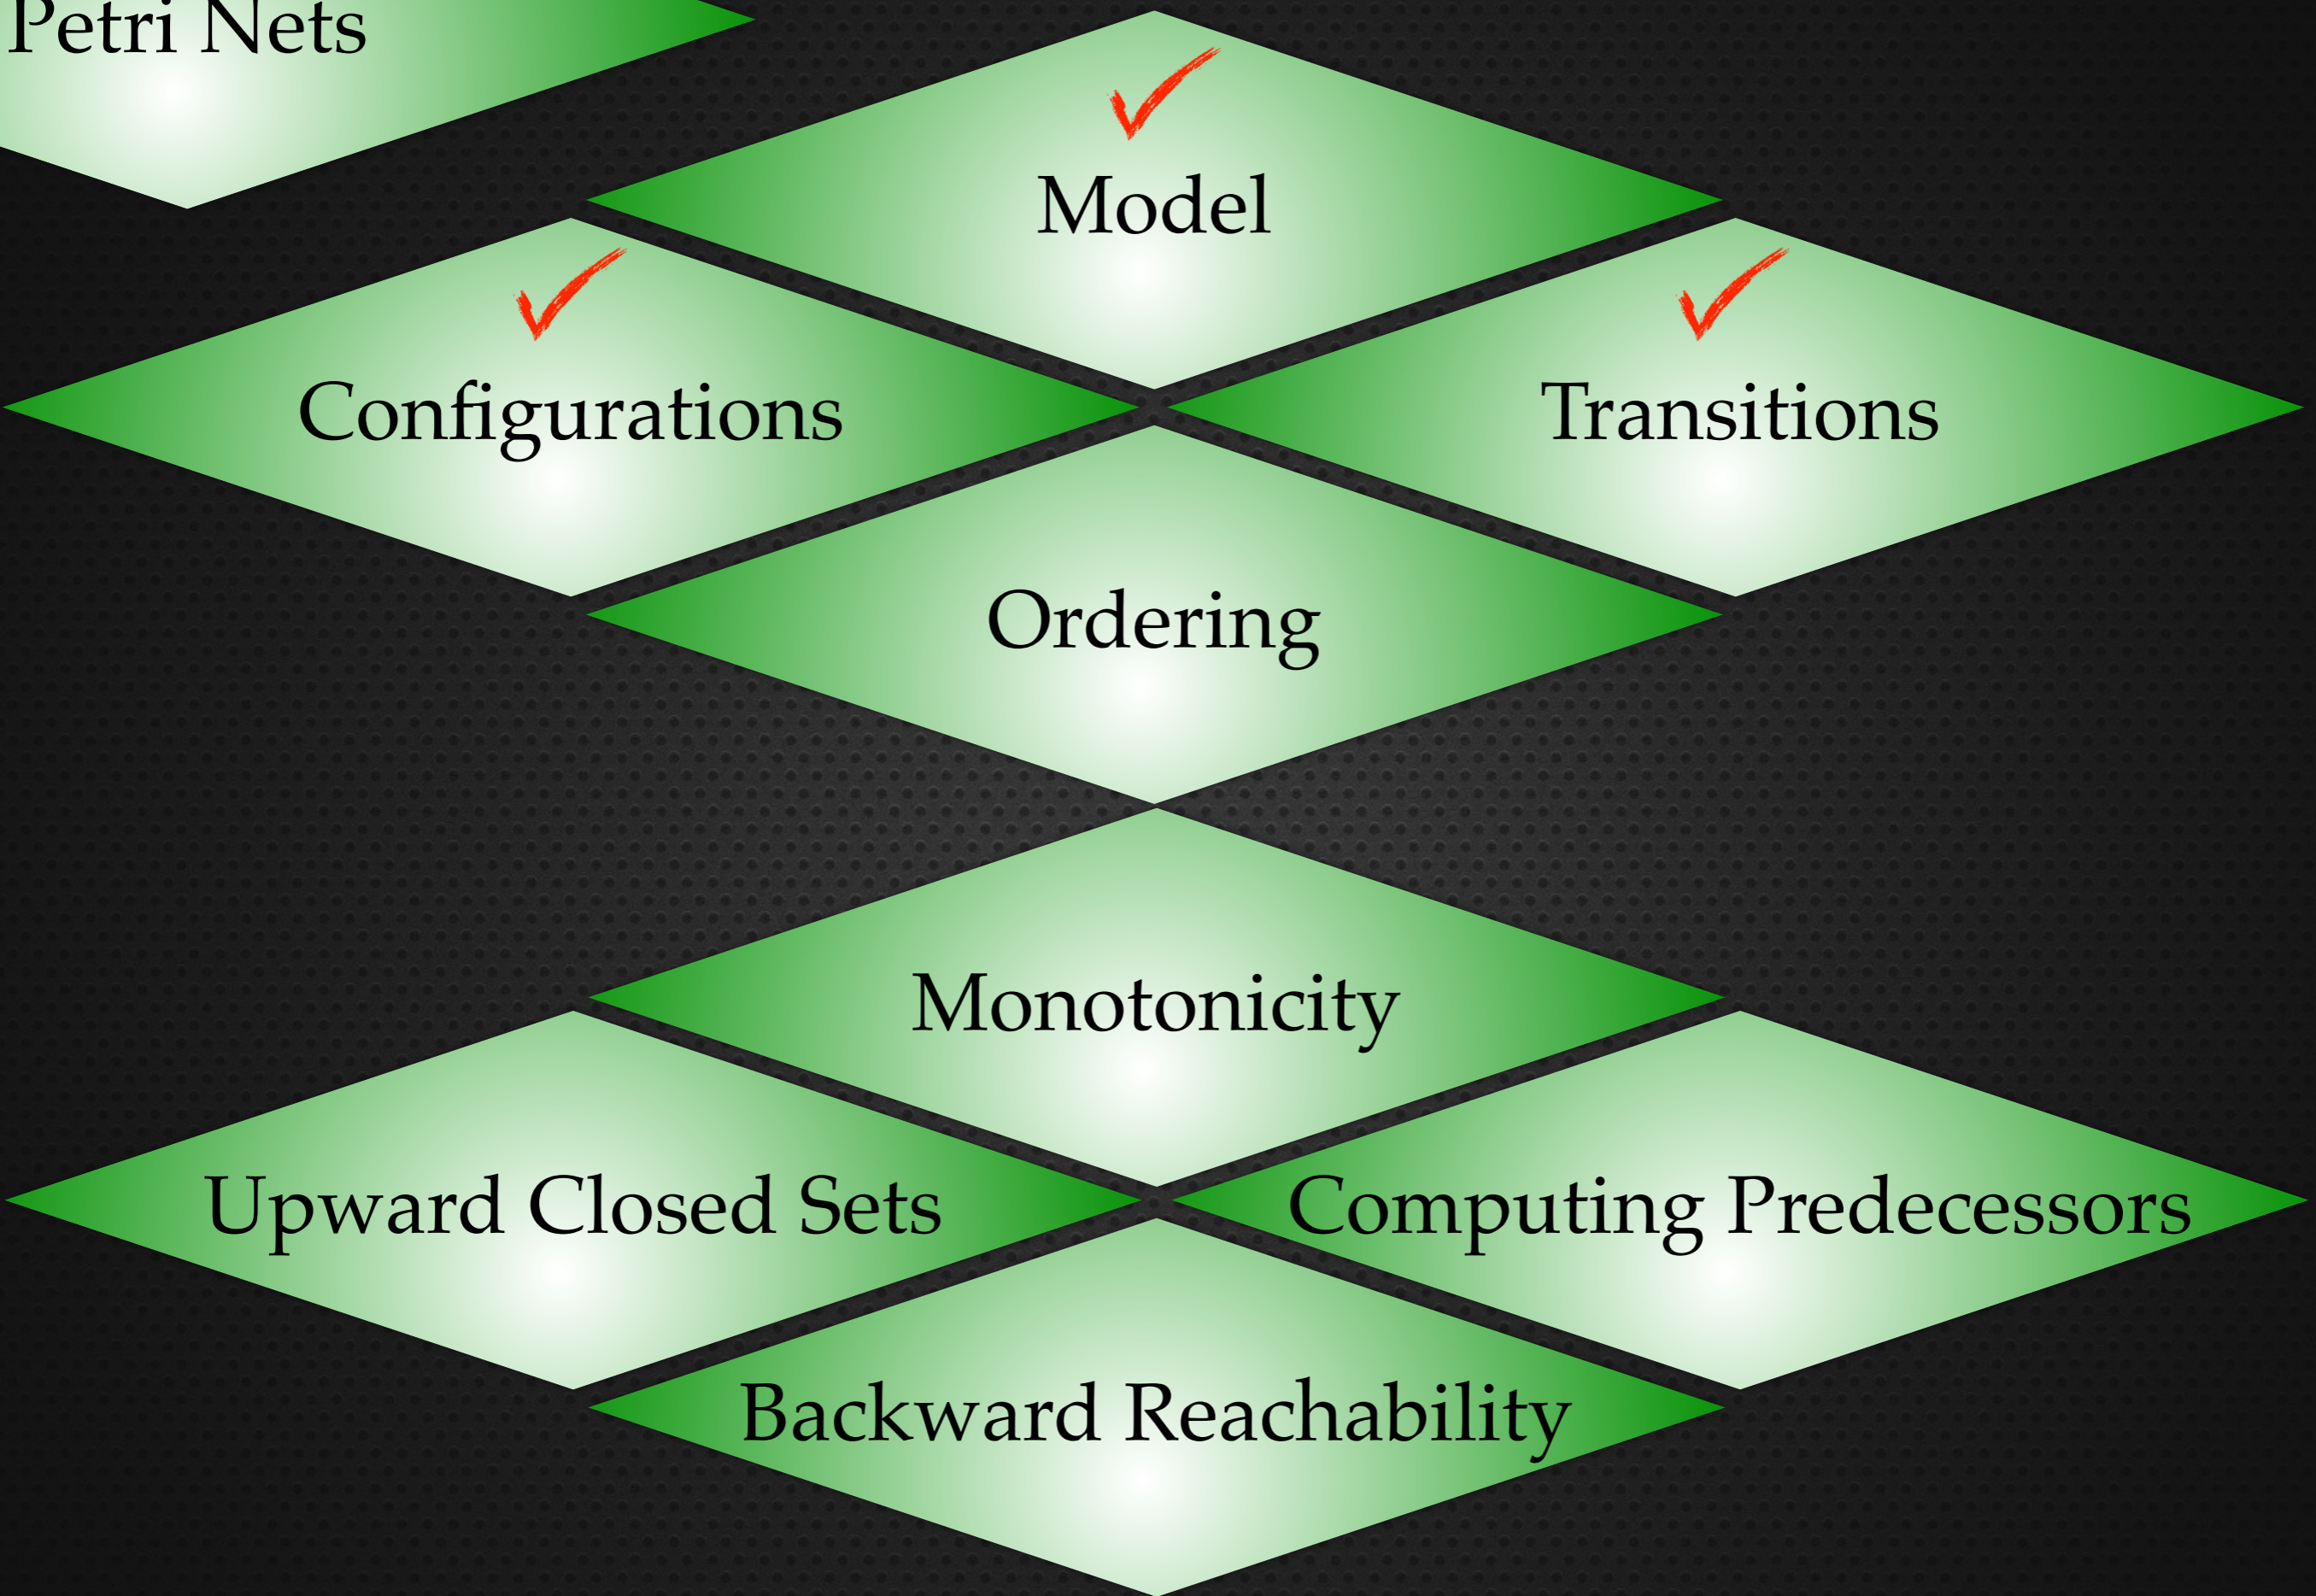 Petri Nets
Model
Configurations
Transitions
Ordering
Monotonicity
Upward Closed Sets
Computing Predecessors
Backward Reachability